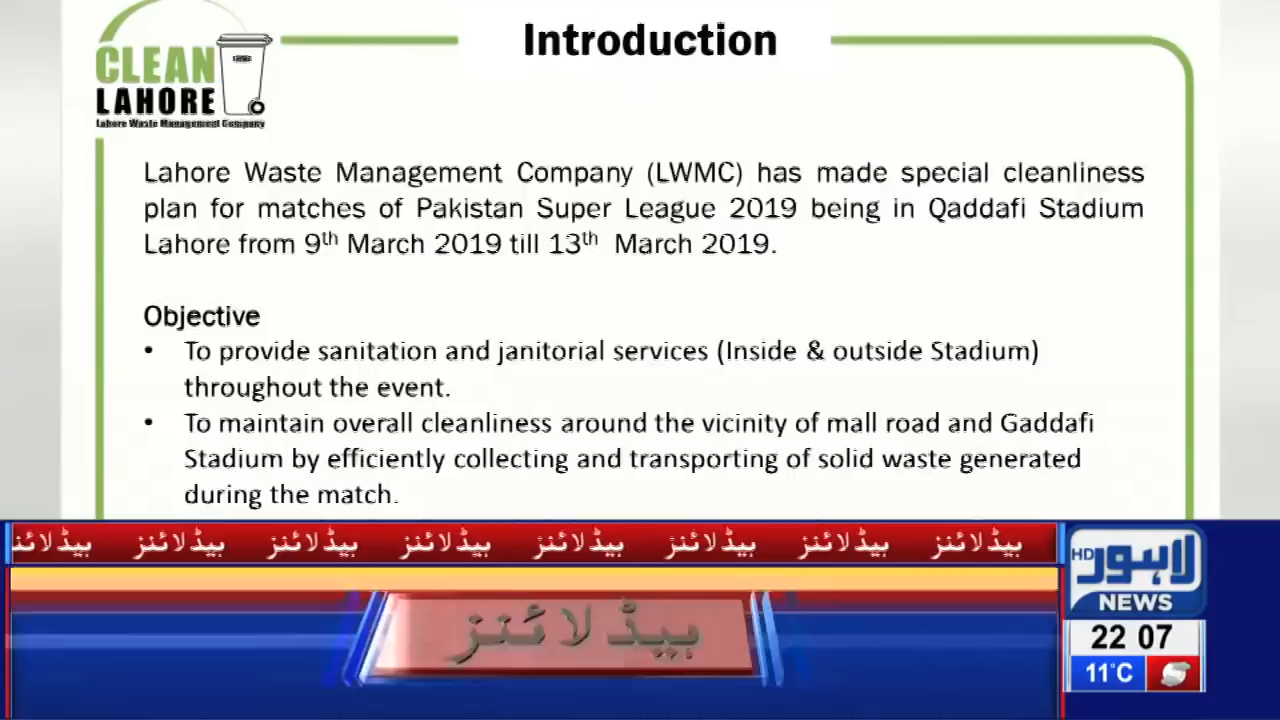 Introduction
CLEAN
LAHORE
Lahore Waste Management Company
Lahore Waste Management Company (LWMC) has made special cleanliness
plan for matches of Pakistan Super League 2019 being in Qaddafi Stadium
Lahore from 9th March 2019 till 13th March 2019.
Objective
• To provide sanitation and janitorial services (Inside & outside Stadium)
throughout the event.
• To maintain overall cleanliness around the vicinity of mall road and Gaddafi
Stadium by efficiently collecting and transporting of solid waste generated
during the match.
ہیڈلائنز ہیڈلائنز ہیڈلائنز ہیڈلائنز ہیڈلائنز ہیڈلائنز ہیڈلائنز ہیڈلائنز
ہیڈلائنز
لاہور HD
NEWS
22 07
11°C